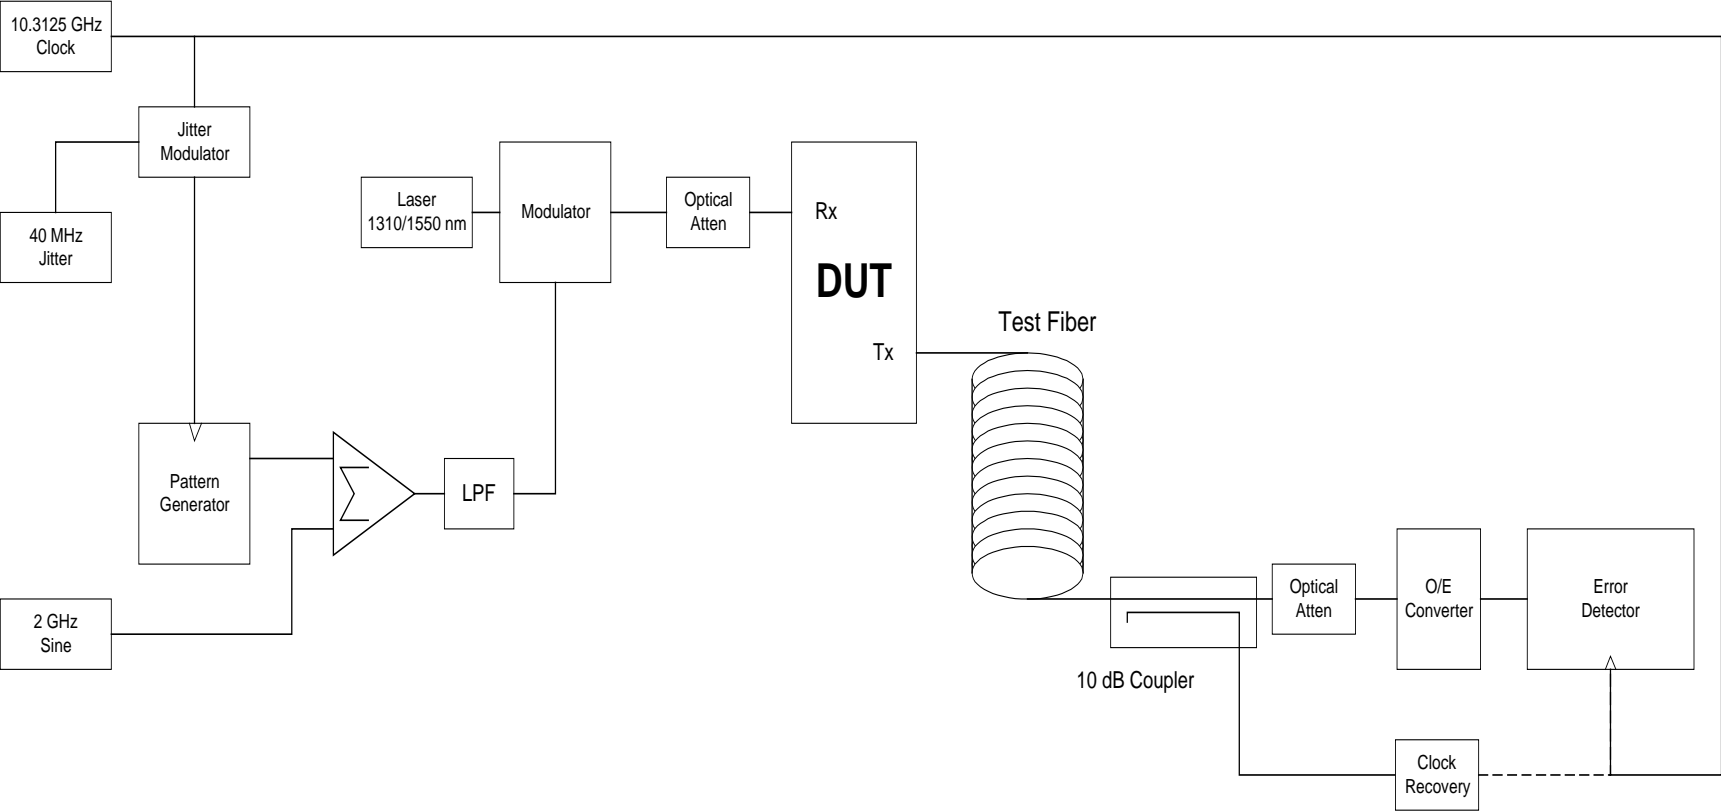 10.3125 GHz
Clock
Jitter
Modulator
40 MHz
Jitter
Laser
1310/1550 nm
Modulator
Optical
Atten
Rx
DUT
Tx
Test Fiber
Pattern
Generator
∑
LPF
2 GHz
Sine
10 dB Coupler
Optical
Atten
O/E
Converter
Error
Detector
Clock
Recovery